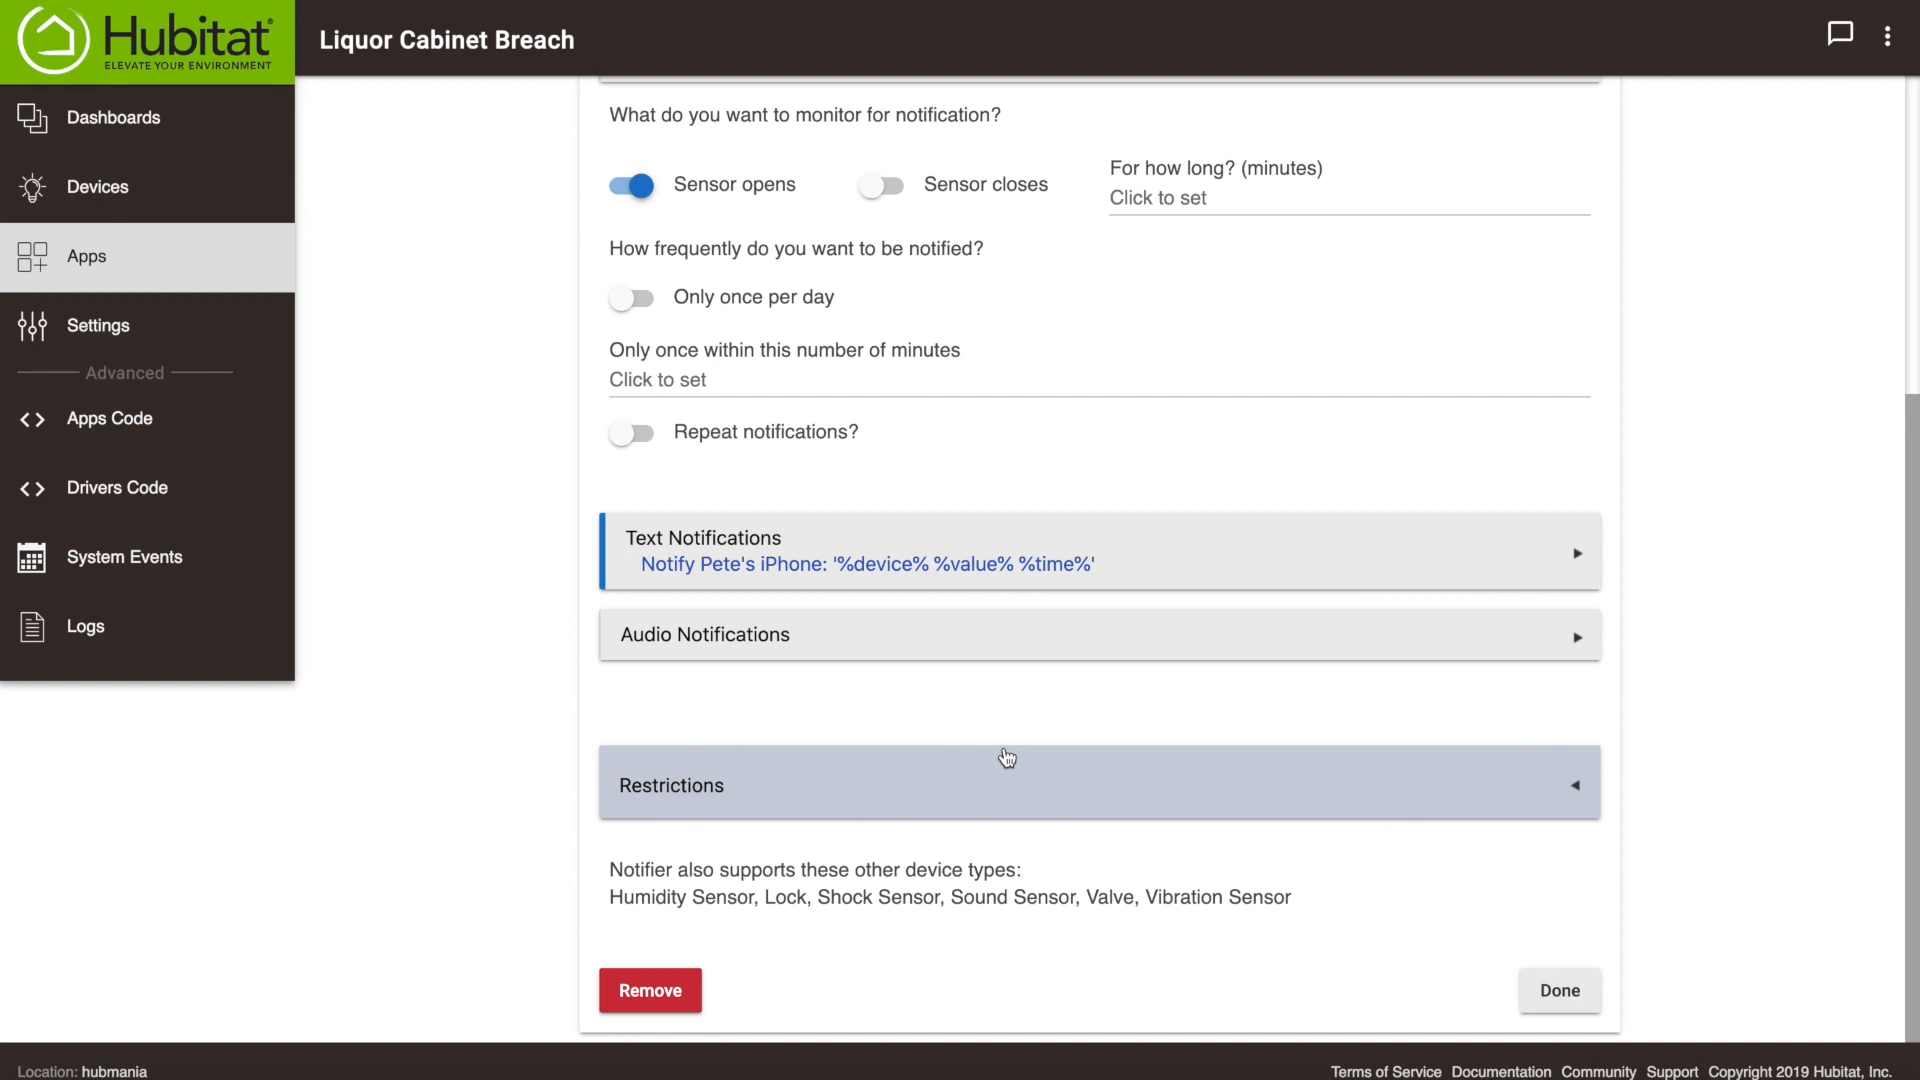 Hubitat®
ELEVATE YOUR ENVIRONMENT
Liquor Cabinet Breach
Dashboards
Devices
Apps
Settings
Advanced
Apps Code
Drivers Code
System Events
Logs
What do you want to monitor for notification?
Sensor opens
Sensor closes
For how long? (minutes)
Click to set
How frequently do you want to be notified?
Only once per day
Only once within this number of minutes
Click to set
Repeat notifications?
Text Notifications
Notify Pete's iPhone: '%device% %value% %time%'
Audio Notifications
Restrictions
Notifier also supports these other device types:
Humidity Sensor, Lock, Shock Sensor, Sound Sensor, Valve, Vibration Sensor
Remove
Done
Location: hubmania
Terms of Service Documentation Community Support Copyright 2019 Hubitat, Inc.